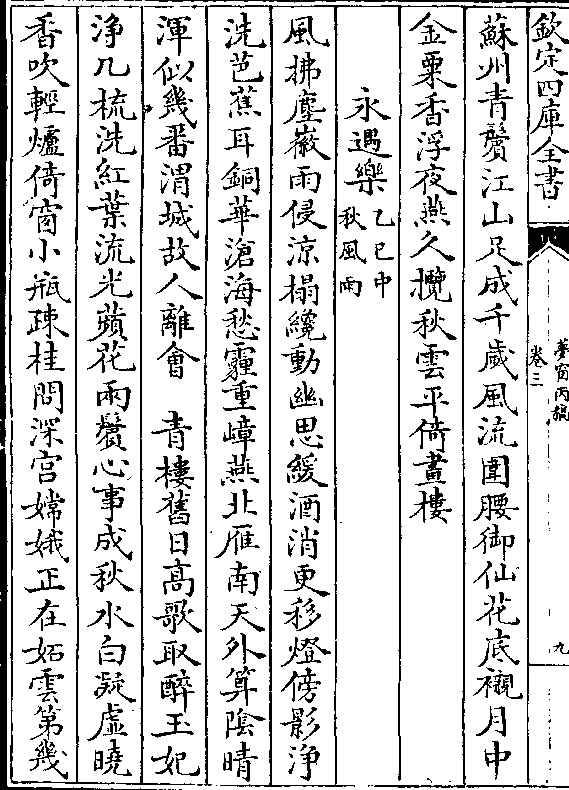 欽定四庫全書
夢窗丙稿
卷三
九
蘇州青鬢江山足成千歲風流圍腰御仙花底襯月中
金粟香浮夜燕久攬秋雲平倚畫樓
永遇樂乙巳中秋風雨
風拂塵徽雨侵涼榻纔動幽思緩酒消更移燈傍影淨
洗芭蕉耳銅華滄海愁霾重嶂燕北雁南天外算陰晴
渾似幾番渭城故人離會 青樓舊日高歌取醉玉妃
淨几梳洗紅葉流光蘋花兩鬢心事成秋水白凝虛曉
香吹輕爐倚窗小瓶疎桂問深宫嫦娥正在妬雲第幾